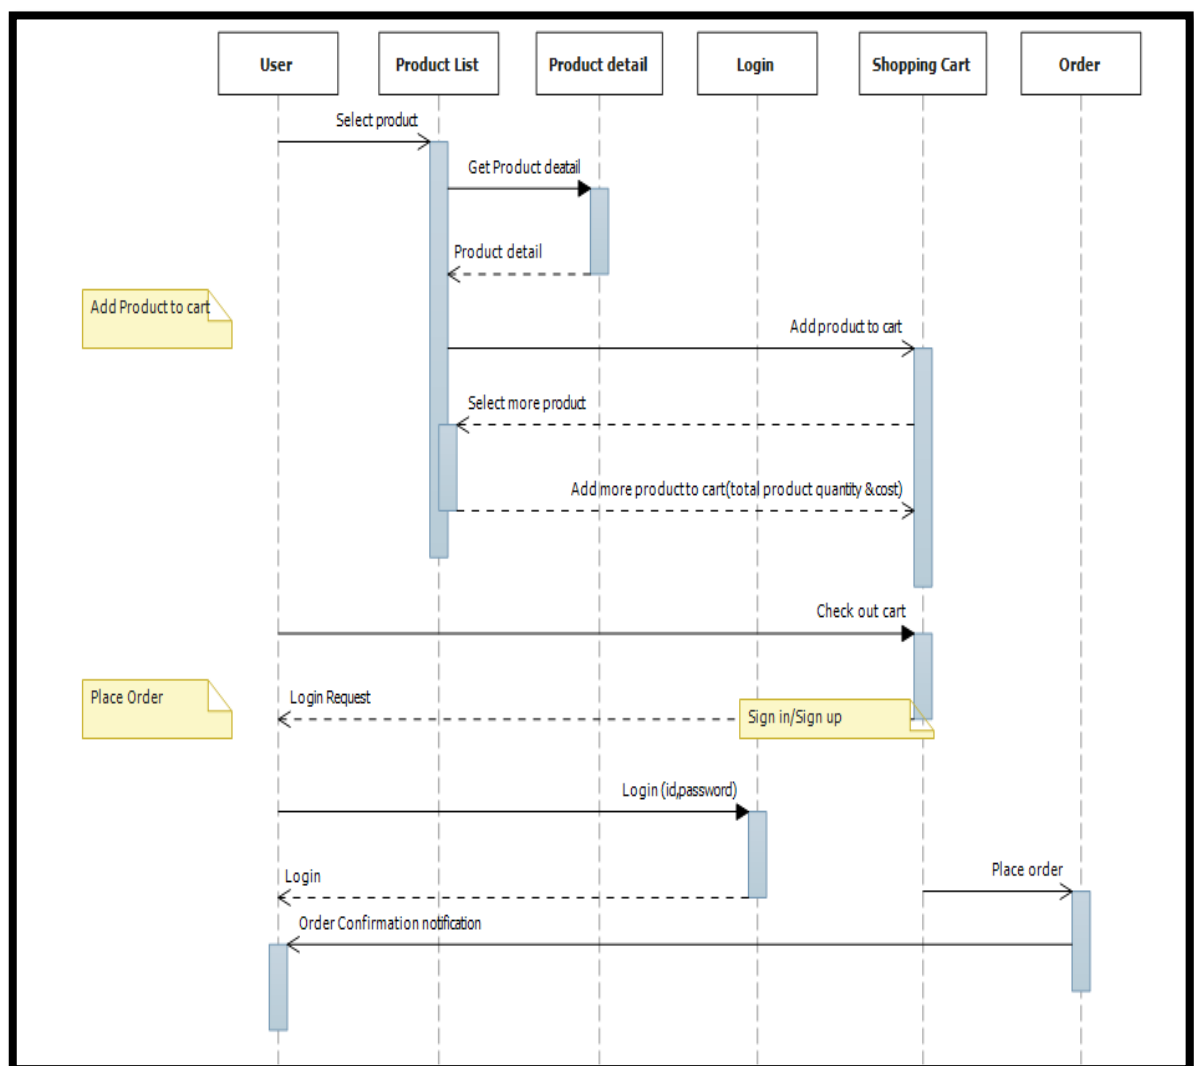 User
Product List
Product detail
Login
Shopping Cart
Order
Select product
Get Product deatail
Product detail
Add Product to cart
Add product to cart
Select more product
Add more product to cart(total product quantity &cost)
Check out cart
Place Order
Login Request
Sign in/Sign up
Login (id,password)
Place order
Login
Order Confirmation notification